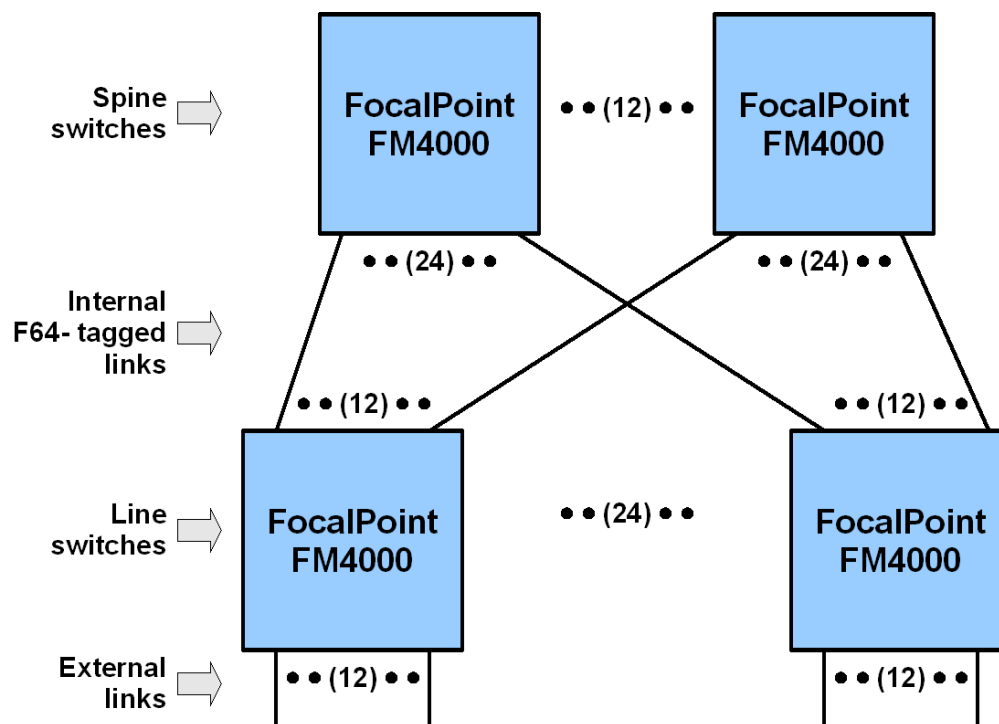 Spine
switches
FocalPoint
FM4000
• • (12) • •
FocalPoint
FM4000
• • (24) • •
• • (24) • •
Internal
F64- tagged
links
• • (12) • •
• • (12) • •
Line
switches
FocalPoint
FM4000
• • (24) • •
FocalPoint
FM4000
External
links
• • (12) • •
• • (12) • •